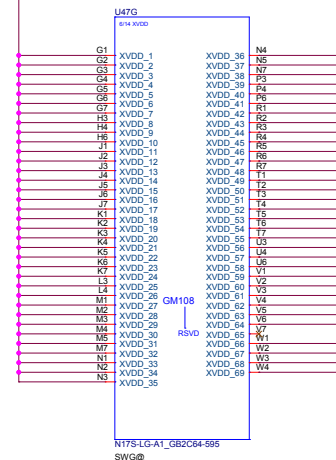 U47G
6/14 XVDD
G1 XVDD_1 XVDD_36 N4
G2 XVDD_2 XVDD_37 N5
G3 XVDD_3 XVDD_38 N7
G4 XVDD_4 XVDD_39 P3
G5 XVDD_5 XVDD_40 P4
G6 XVDD_6 XVDD_41 P6
G7 XVDD_7 XVDD_42 R1
H3 XVDD_8 XVDD_43 R2
H4 XVDD_9 XVDD_44 R3
H6 XVDD_10 XVDD_45 R4
J1 XVDD_11 XVDD_46 R5
J2 XVDD_12 XVDD_47 R6
J3 XVDD_13 XVDD_48 R7
J4 XVDD_14 XVDD_49 T1
J5 XVDD_15 XVDD_50 T2
J6 XVDD_16 XVDD_51 T3
J7 XVDD_17 XVDD_52 T4
K1 XVDD_18 XVDD_53 T5
K2 XVDD_19 XVDD_54 T6
K3 XVDD_20 XVDD_55 T7
K4 XVDD_21 XVDD_56 U3
K5 XVDD_22 XVDD_57 U4
K6 XVDD_23 XVDD_58 U6
K7 XVDD_24 XVDD_59 V1
L3 XVDD_25 XVDD_60 V2
L4 XVDD_26 XVDD_61 V3
M1 XVDD_27 GM108 XVDD_62 V4
M2 XVDD_28 XVDD_63 V5
M3 XVDD_29 XVDD_64 V6
M4 XVDD_30 RSVD XVDD_65 V7
M5 XVDD_31 XVDD_66 W1
M7 XVDD_32 XVDD_67 W2
N1 XVDD_33 XVDD_68 W3
N2 XVDD_34 XVDD_69 W4
N3 XVDD_35
N17S-LG-A1_GB2C64-595
SWG@